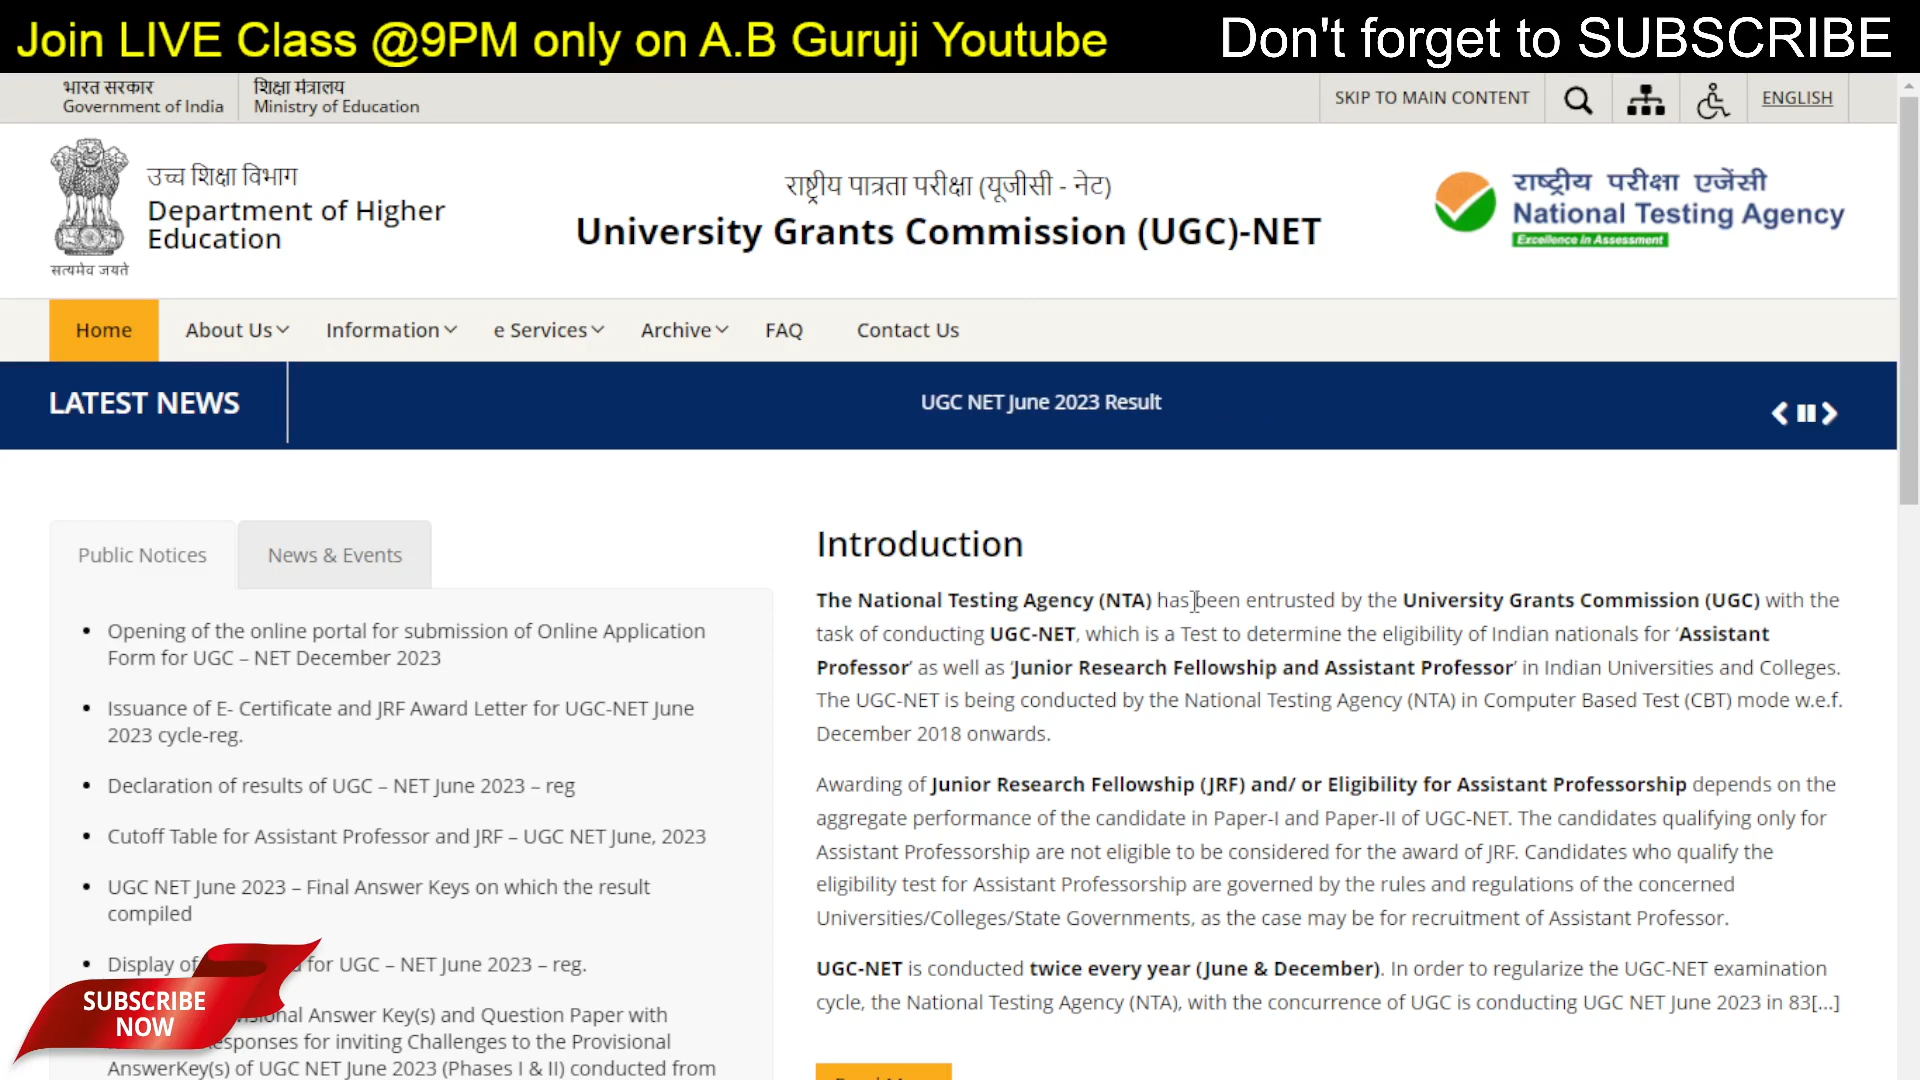 Join LIVE Class @9PM only on A.B Guruji Youtube
Don't forget to SUBSCRIBE
भारत सरकार
Government of India
शिक्षा मंत्रालय
Ministry of Education
SKIP TO MAIN CONTENT
ENGLISH
सत्यमेव जयते
उच्च शिक्षा विभाग
Department of Higher
Education
राष्ट्रीय पात्रता परीक्षा (यूजीसी - नेट)
University Grants Commission (UGC)-NET
राष्ट्रीय परीक्षा एजेंसी
National Testing Agency
Excellence in Assessment
Home
About Us
Information
e Services
Archive
FAQ
Contact Us
LATEST NEWS
UGC NET June 2023 Result
Public Notices
News & Events
Opening of the online portal for submission of Online Application
Form for UGC – NET December 2023
Issuance of E- Certificate and JRF Award Letter for UGC-NET June
2023 cycle-reg.
Declaration of results of UGC – NET June 2023 – reg
Cutoff Table for Assistant Professor and JRF – UGC NET June, 2023
UGC NET June 2023 – Final Answer Keys on which the result
compiled
Display of for UGC – NET June 2023 – reg.
Answer Key(s) and Question Paper with
for inviting Challenges to the Provisional
AnswerKey(s) of UGC NET June 2023 (Phases I & II) conducted from
SUBSCRIBE
NOW
Introduction
The National Testing Agency (NTA) has been entrusted by the University Grants Commission (UGC) with the
task of conducting UGC-NET, which is a Test to determine the eligibility of Indian nationals for ‘Assistant
Professor’ as well as ‘Junior Research Fellowship and Assistant Professor’ in Indian Universities and Colleges.
The UGC-NET is being conducted by the National Testing Agency (NTA) in Computer Based Test (CBT) mode w.e.f.
December 2018 onwards.
Awarding of Junior Research Fellowship (JRF) and/ or Eligibility for Assistant Professorship depends on the
aggregate performance of the candidate in Paper-I and Paper-II of UGC-NET. The candidates qualifying only for
Assistant Professorship are not eligible to be considered for the award of JRF. Candidates who qualify the
eligibility test for Assistant Professorship are governed by the rules and regulations of the concerned
Universities/Colleges/State Governments, as the case may be for recruitment of Assistant Professor.
UGC-NET is conducted twice every year (June & December). In order to regularize the UGC-NET examination
cycle, the National Testing Agency (NTA), with the concurrence of UGC is conducting UGC NET June 2023 in 83[...]